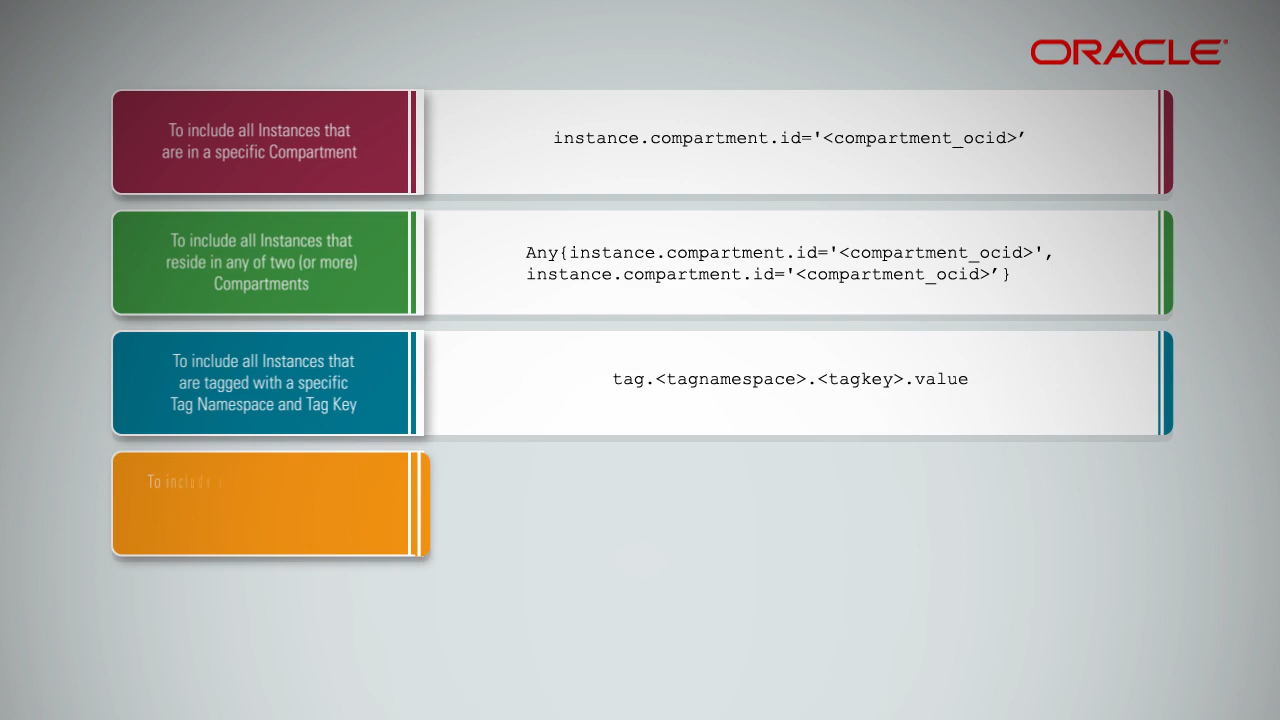 ORACLE
To include all Instances that
are in a specific Compartment
instance.compartment.id='<compartment_ocid>’
To include all Instances that
reside in any of two (or more)
Compartments
Any{instance.compartment.id='<compartment_ocid>',
instance.compartment.id='<compartment_ocid>’}
To include all Instances that
are tagged with a specific
Tag Namespace and Tag Key
tag.<tagnamespace>.<tagkey>.value
To include